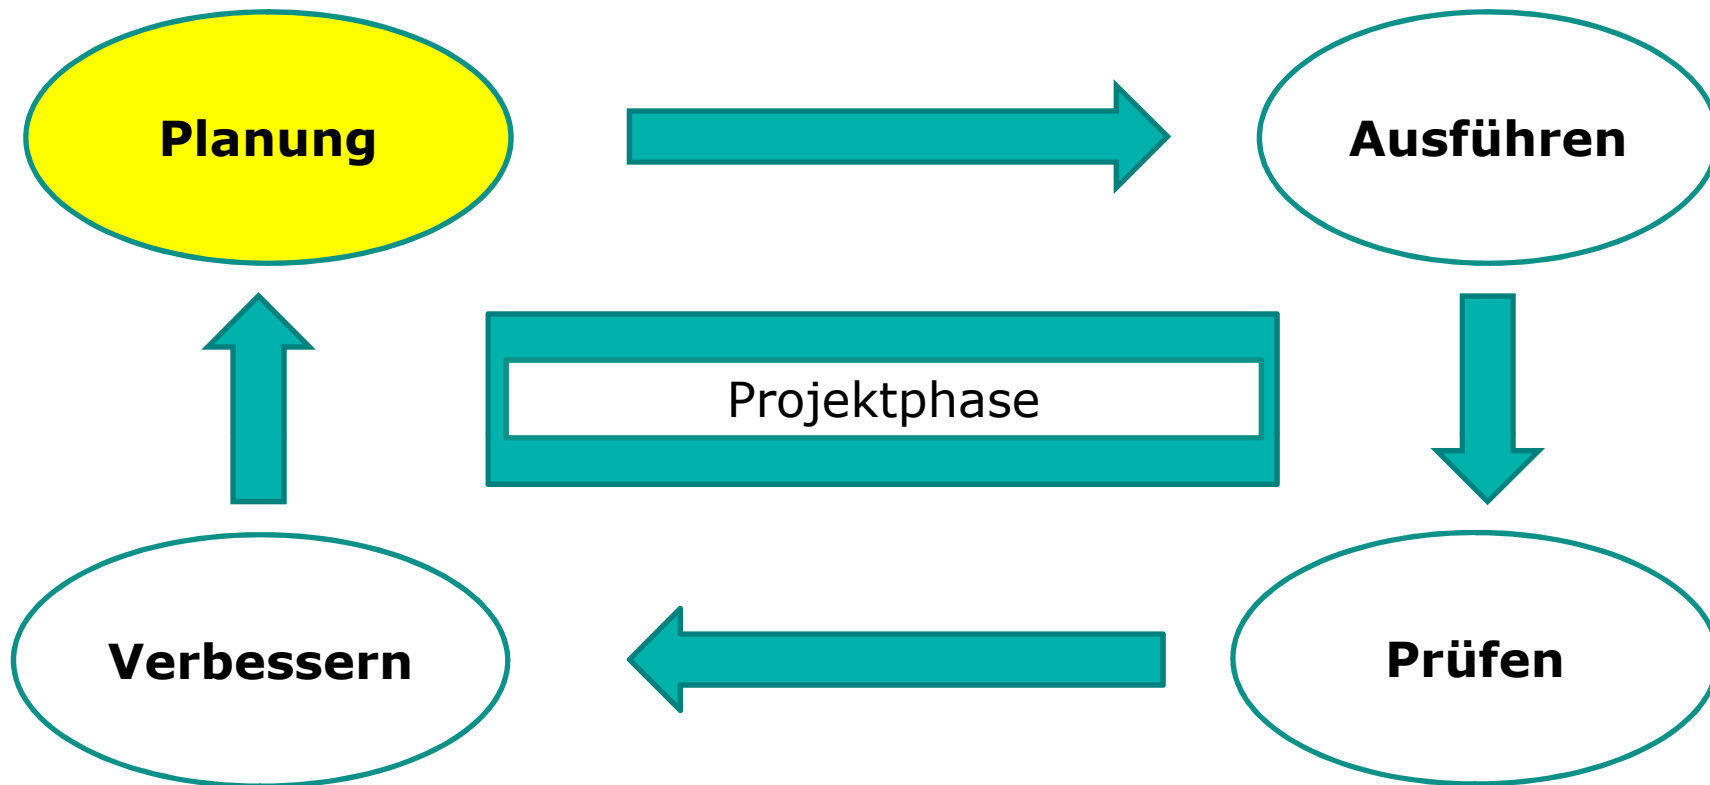 Planung
Ausführen
Projektphase
Verbessern
Prüfen